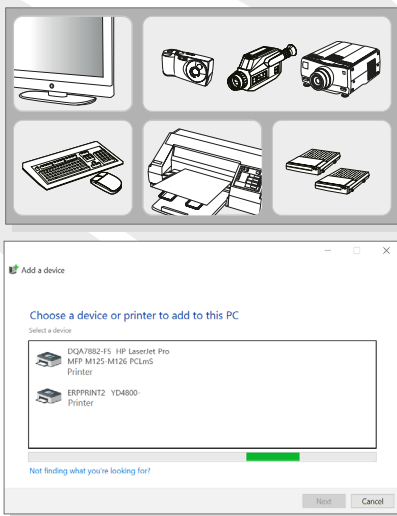 Add a device
Choose a device or printer to add to this PC
Select a device
DQA7882-F5 HP LaserJet Pro
MFP M125-M126 PCLmS
Printer
ERPPRINT2 YD4800-
Printer
Not finding what you're looking for?
Next
Cancel